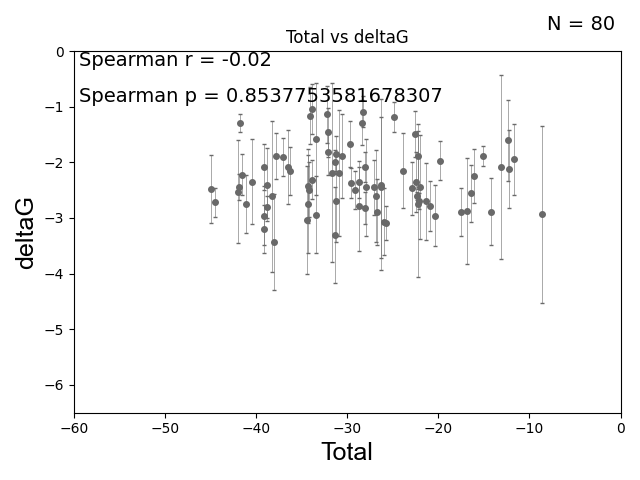 N = 80
Total vs deltaG
Spearman r = -0.02
Spearman p = 0.8537753581678307
0
−1
−2
−3
−4
−5
−6
deltaG
−60 −50 −40 −30 −20 −10 0
Total